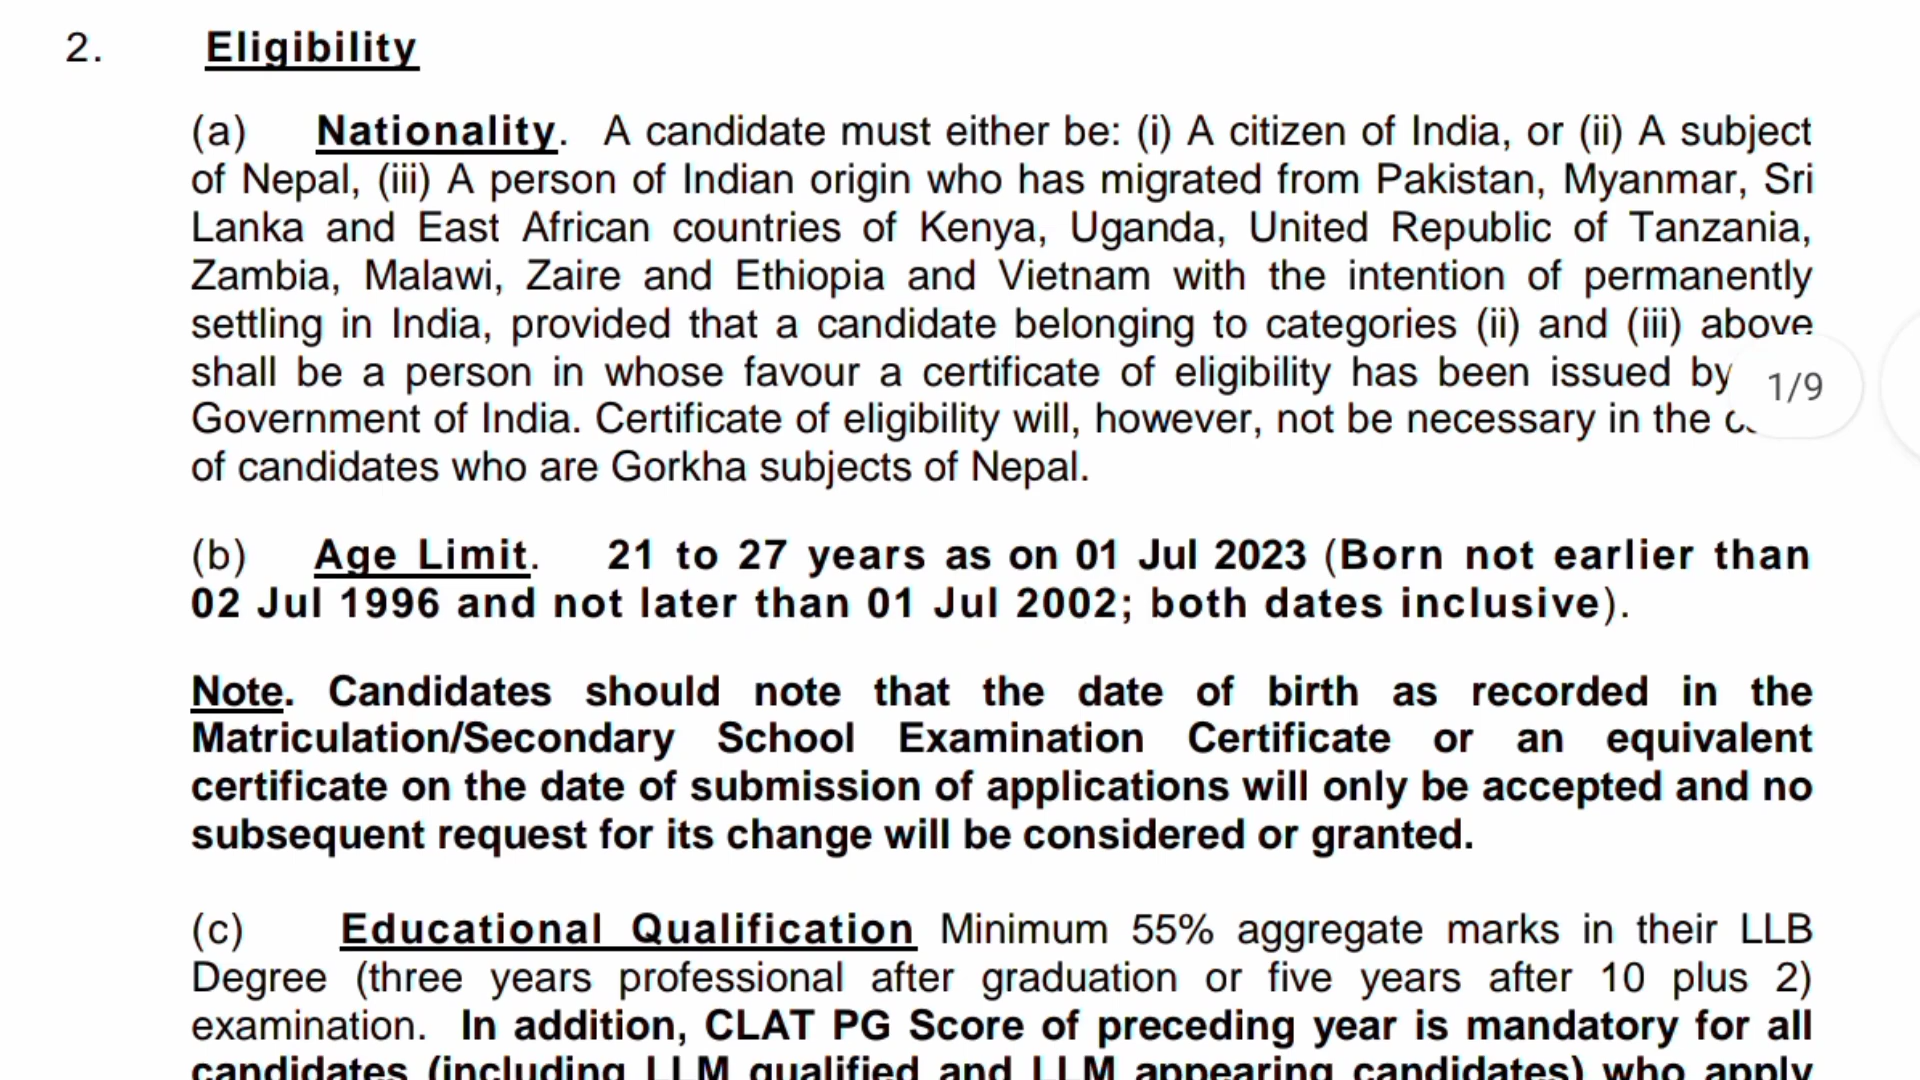 2. Eligibility
(a) Nationality. A candidate must either be: (i) A citizen of India, or (ii) A subject
of Nepal, (iii) A person of Indian origin who has migrated from Pakistan, Myanmar, Sri
Lanka and East African countries of Kenya, Uganda, United Republic of Tanzania,
Zambia, Malawi, Zaire and Ethiopia and Vietnam with the intention of permanently
settling in India, provided that a candidate belonging to categories (ii) and (iii) above
shall be a person in whose favour a certificate of eligibility has been issued by
1/9
Government of India. Certificate of eligibility will, however, not be necessary in the
of candidates who are Gorkha subjects of Nepal.
(b) Age Limit. 21 to 27 years as on 01 Jul 2023 (Born not earlier than
02 Jul 1996 and not later than 01 Jul 2002; both dates inclusive).
Note. Candidates should note that the date of birth as recorded in the
Matriculation/Secondary School Examination Certificate or an equivalent
certificate on the date of submission of applications will only be accepted and no
subsequent request for its change will be considered or granted.
(c) Educational Qualification Minimum 55% aggregate marks in their LLB
Degree (three years professional after graduation or five years after 10 plus 2)
examination. In addition, CLAT PG Score of preceding year is mandatory for all
candidates (including LLM qualified and LLM appearing candidates) who apply